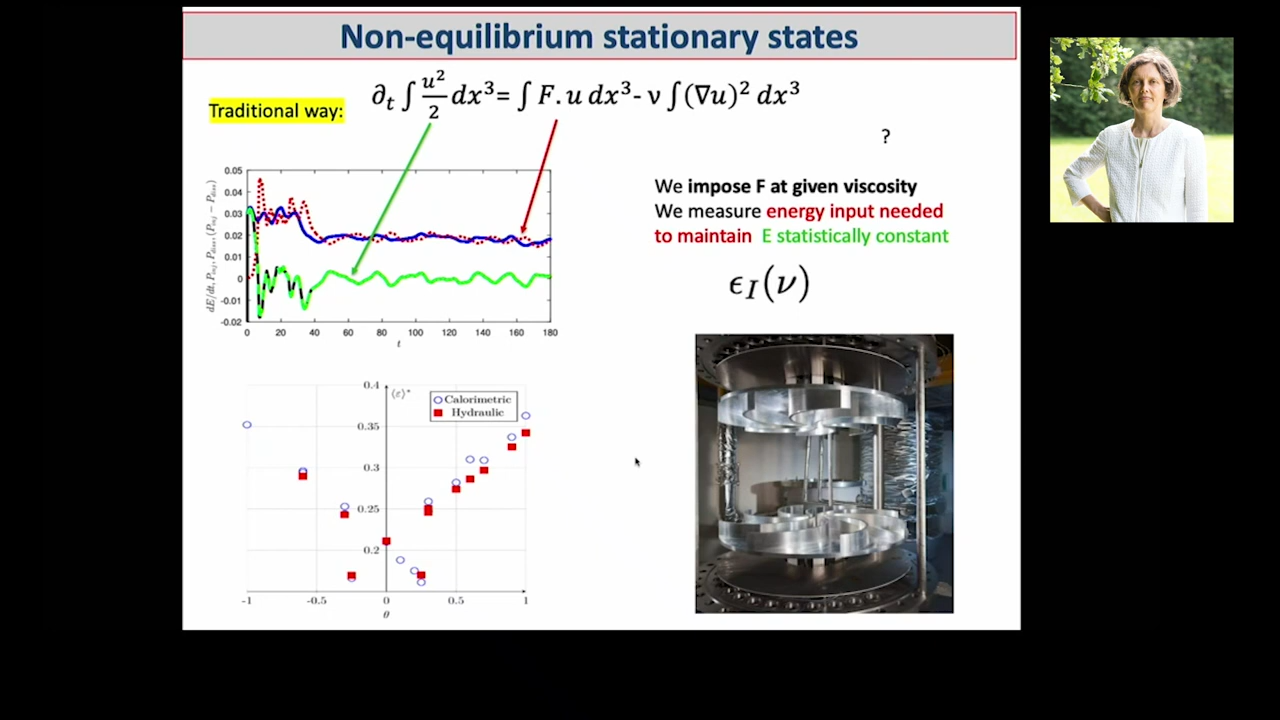 Non-equilibrium stationary states
Traditional way:
∂t ∫ u²/2 dx³= ∫ F. u dx³- ν ∫(∇u)² dx³
?
We impose F at given viscosity
We measure energy input needed
to maintain E statistically constant
ϵI(ν)
dE/dt, Pinj, Pdiss, (Pinj − Pdiss)
0.05
0.04
0.03
0.02
0.01
0
-0.01
-0.02
0 20 40 60 80 100 120 140 160 180
t
0.4
⟨ε⟩*
Calorimetric
Hydraulic
0.35
0.3
0.25
0.2
-1 -0.5 0 0.5 1
θ